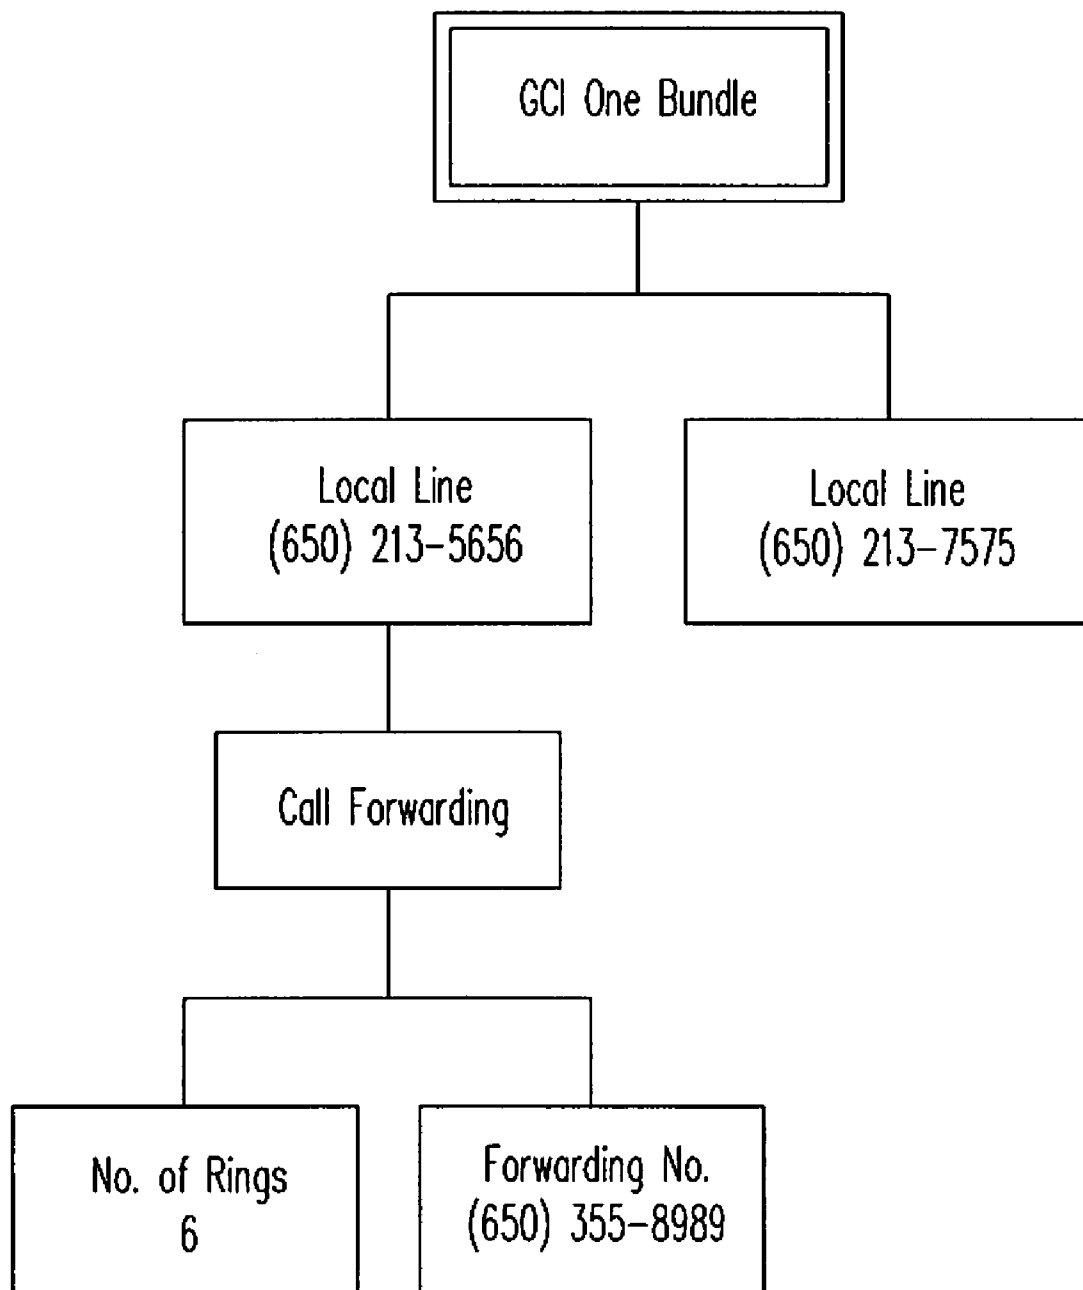 GCI One Bundle
Local Line
(650) 213-5656
Local Line
(650) 213-7575
Call Forwarding
No. of Rings
6
Forwarding No.
(650) 355-8989